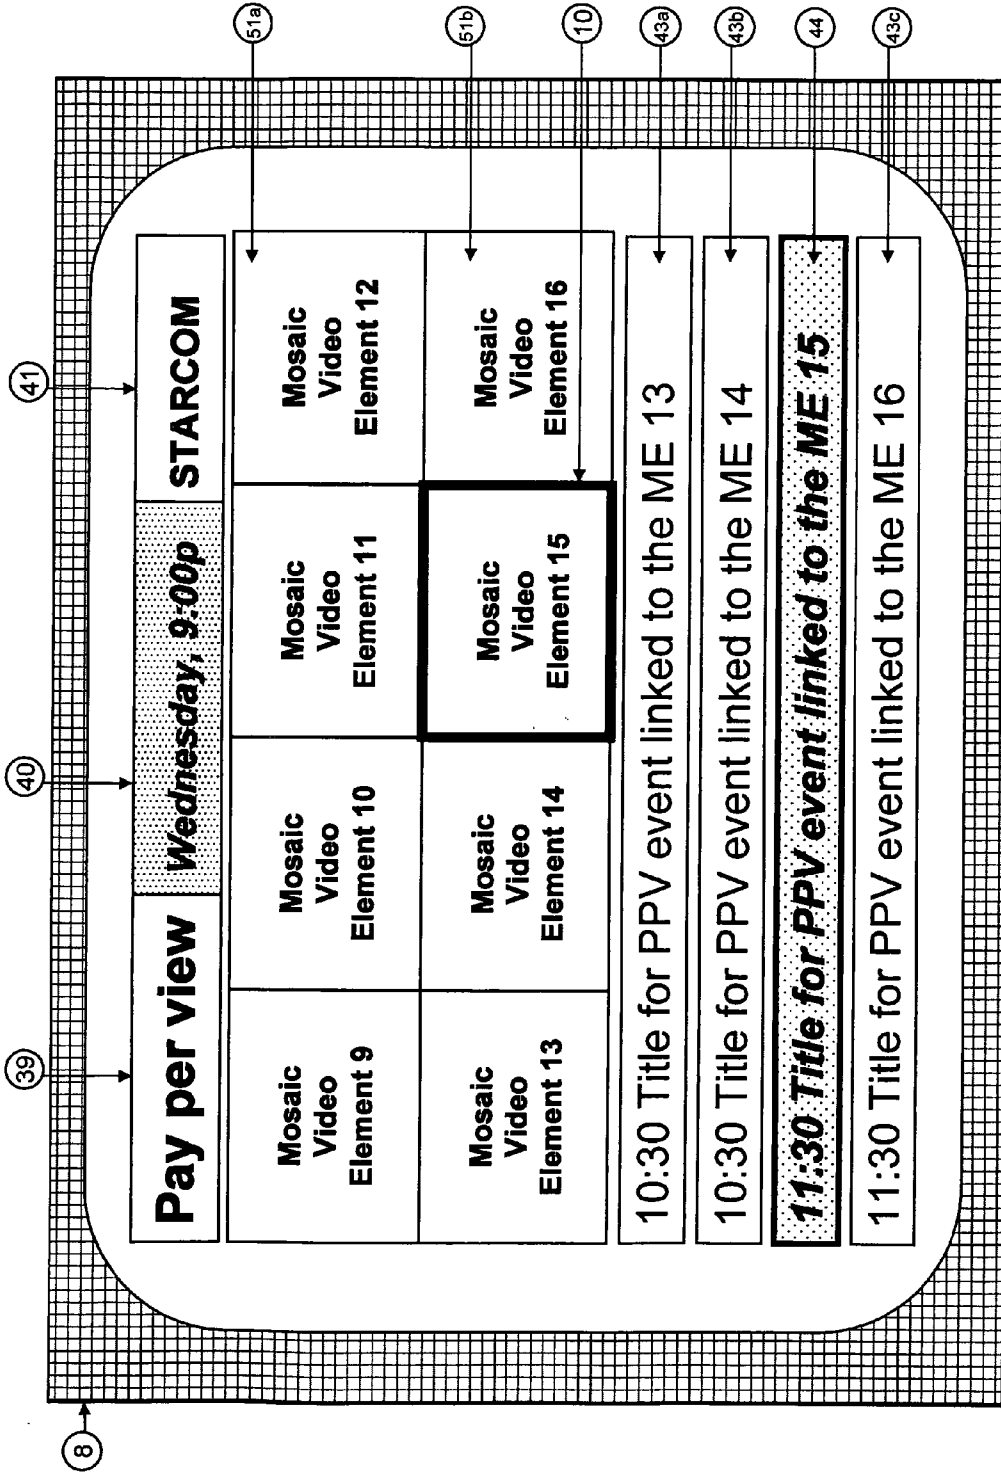 39
40
41
8
Pay per view
Wednesday, 9:00p
STARCOM
Mosaic
Video
Element 9
Mosaic
Video
Element 10
Mosaic
Video
Element 11
Mosaic
Video
Element 12
51a
Mosaic
Video
Element 13
Mosaic
Video
Element 14
Mosaic
Video
Element 15
Mosaic
Video
Element 16
51b
10
10:30 Title for PPV event linked to the ME 13
43a
10:30 Title for PPV event linked to the ME 14
43b
11:30 Title for PPV event linked to the ME 15
44
11:30 Title for PPV event linked to the ME 16
43c